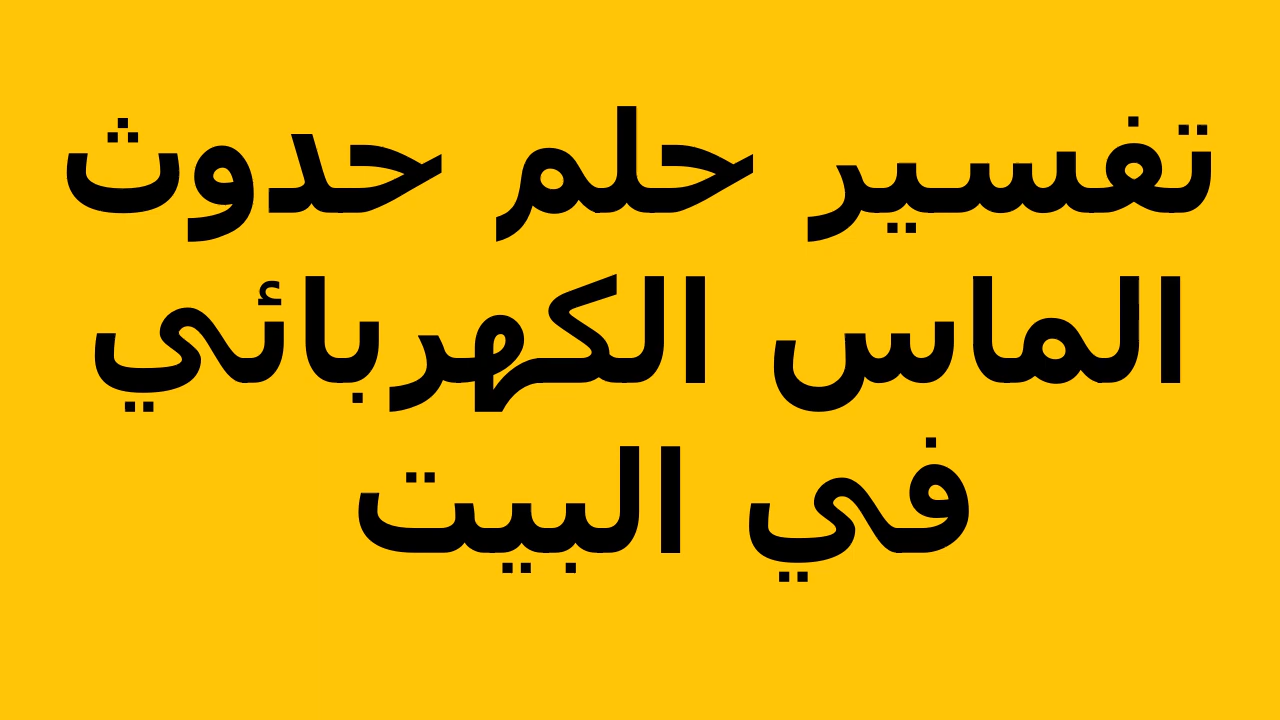 تفسير حلم حدوث
الماس الكهربائي
في البيت